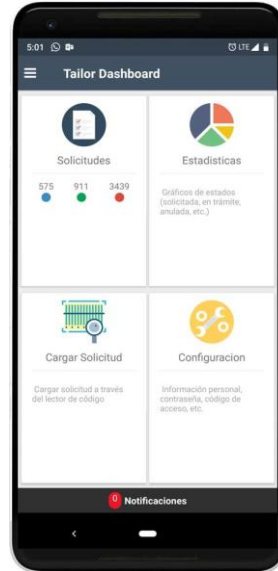 5:01
LTE
Tailor Dashboard
Solicitudes
575 911 3439
Estadisticas
Gráficos de estados
(solicitada, en trámite,
anulada, etc.)
Cargar Solicitud
Cargar solicitud a través
del lector de código
Configuracion
Información personal,
contraseña, código de
acceso, etc.
0 Notificaciones